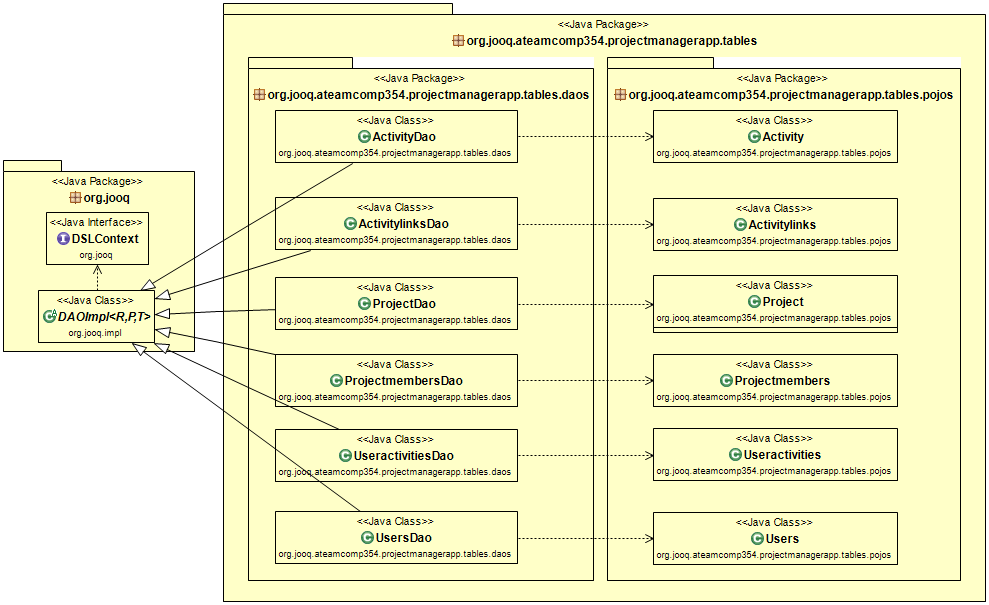 <<Java Package>>
org.jooq.ateamcomp354.projectmanagerapp.tables
<<Java Package>>
org.jooq.ateamcomp354.projectmanagerapp.tables.daos
<<Java Class>>
ActivityDao
org.jooq.ateamcomp354.projectmanagerapp.tables.daos
<<Java Class>>
ActivitylinksDao
org.jooq.ateamcomp354.projectmanagerapp.tables.daos
<<Java Class>>
ProjectDao
org.jooq.ateamcomp354.projectmanagerapp.tables.daos
<<Java Class>>
ProjectmembersDao
org.jooq.ateamcomp354.projectmanagerapp.tables.daos
<<Java Class>>
UseractivitiesDao
org.jooq.ateamcomp354.projectmanagerapp.tables.daos
<<Java Class>>
UsersDao
org.jooq.ateamcomp354.projectmanagerapp.tables.daos
<<Java Package>>
org.jooq.ateamcomp354.projectmanagerapp.tables.pojos
<<Java Class>>
Activity
org.jooq.ateamcomp354.projectmanagerapp.tables.pojos
<<Java Class>>
Activitylinks
org.jooq.ateamcomp354.projectmanagerapp.tables.pojos
<<Java Class>>
Project
org.jooq.ateamcomp354.projectmanagerapp.tables.pojos
<<Java Class>>
Projectmembers
org.jooq.ateamcomp354.projectmanagerapp.tables.pojos
<<Java Class>>
Useractivities
org.jooq.ateamcomp354.projectmanagerapp.tables.pojos
<<Java Class>>
Users
org.jooq.ateamcomp354.projectmanagerapp.tables.pojos
<<Java Package>>
org.jooq
<<Java Interface>>
DSLContext
org.jooq
<<Java Class>>
DAOImpl<R,P,T>
org.jooq.impl